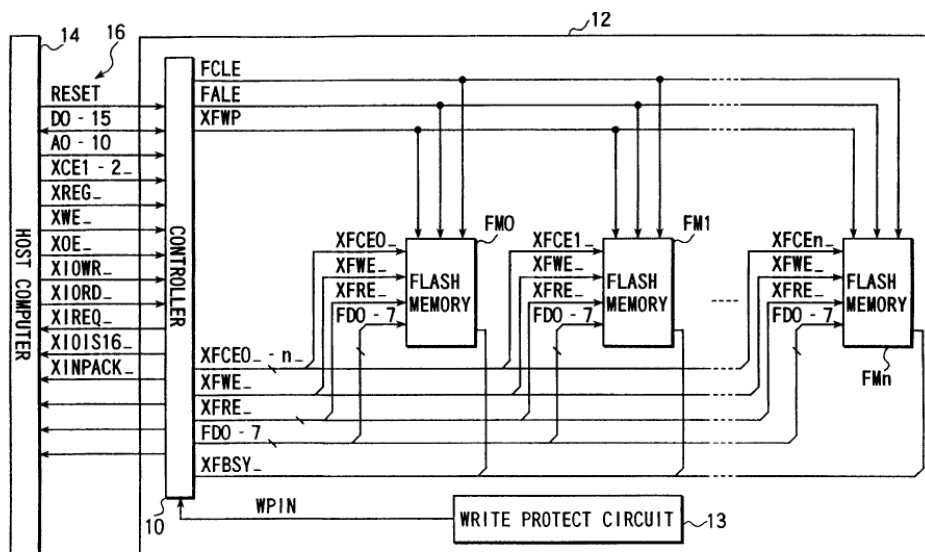 12
14
16
FCLE
FALE
XFWP
RESET
D0 - 15
A0 - 10
XCE1 - 2_
XREG_
XWE_
XOE_
XIOWR_
XIORD_
XIREQ_
XIOIS16_
XINPACK_
HOST COMPUTER
CONTROLLER
FM0
XFCE0_
XFWE_
XFRE_
FD0 - 7
FLASH
MEMORY
FM1
XFCE1_
XFWE_
XFRE_
FD0 - 7
FLASH
MEMORY
XFCEn_
XFWE_
XFRE_
FD0 - 7
FLASH
MEMORY
FMn
XFCE0_ - n_
XFWE_
XFRE_
FD0 - 7
XFBSY_
10
WPIN
WRITE PROTECT CIRCUIT
13